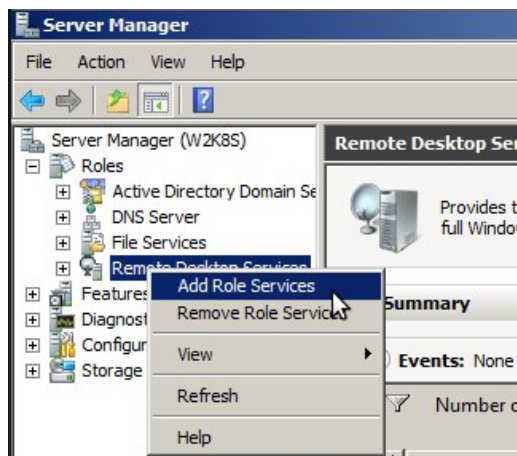 Server Manager
File Action View Help
Server Manager (W2K8S)
Roles
Active Directory Domain Se
DNS Server
File Services
Remote Desktop Services
Features
Diagnost
Configur
Storage
Add Role Services
Remove Role Services
View
Refresh
Help
Remote Desktop Ser
Provides t
full Windo
Summary
Events: None
Number o